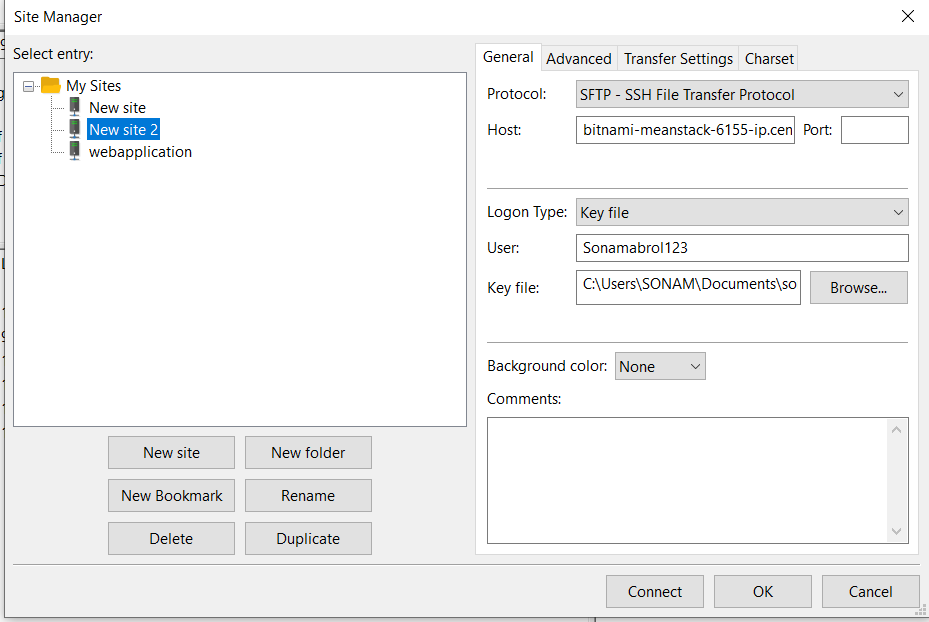 Site Manager
Select entry:
My Sites
New site
New site 2
webapplication
New site
New folder
New Bookmark
Rename
Delete
Duplicate
General
Advanced
Transfer Settings
Charset
Protocol:
SFTP - SSH File Transfer Protocol
Host:
bitnami-meanstack-6155-ip.cen
Port:
Logon Type:
Key file
User:
Sonamabrol123
Key file:
C:\Users\SONAM\Documents\so
Browse...
Background color:
None
Comments:
Connect
OK
Cancel